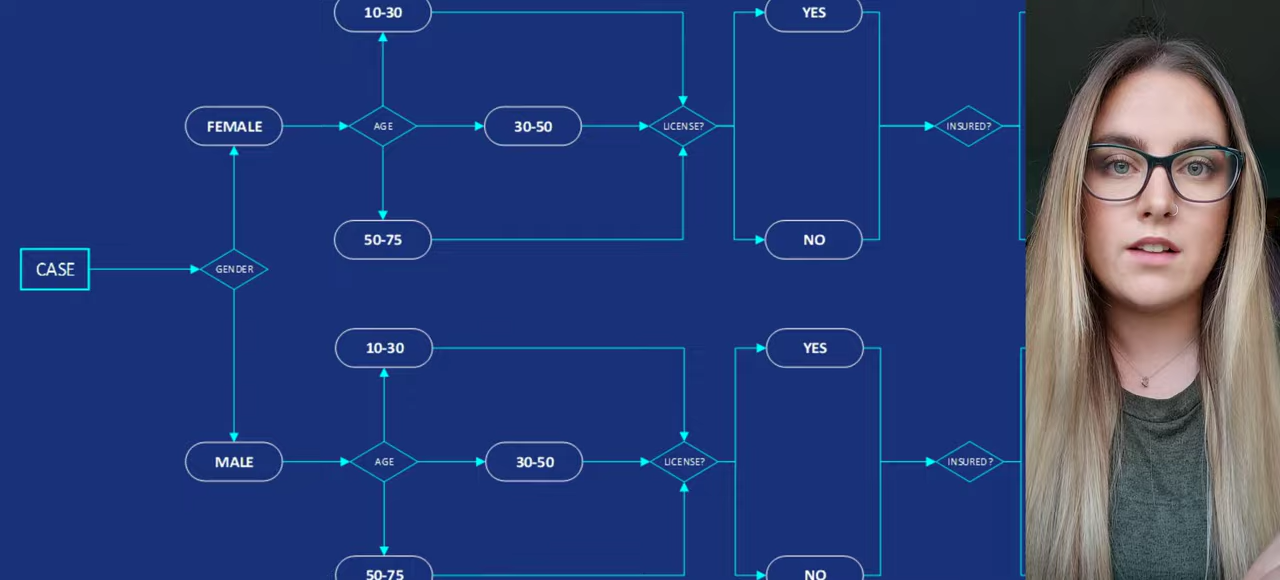 10-30
YES
FEMALE
AGE
30-50
LICENSE?
INSURED?
50-75
NO
CASE
GENDER
10-30
YES
MALE
AGE
30-50
LICENSE?
INSURED?
50-75
NO